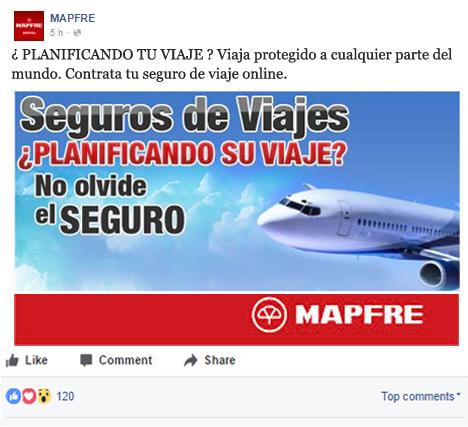 MAPFRE
5 h ·
¿ PLANIFICANDO TU VIAJE ? Viaja protegido a cualquier parte del
mundo. Contrata tu seguro de viaje online.
Seguros de Viajes
¿PLANIFICANDO SU VIAJE?
No olvide
el SEGURO
MAPFRE
Like Comment Share
120 Top comments